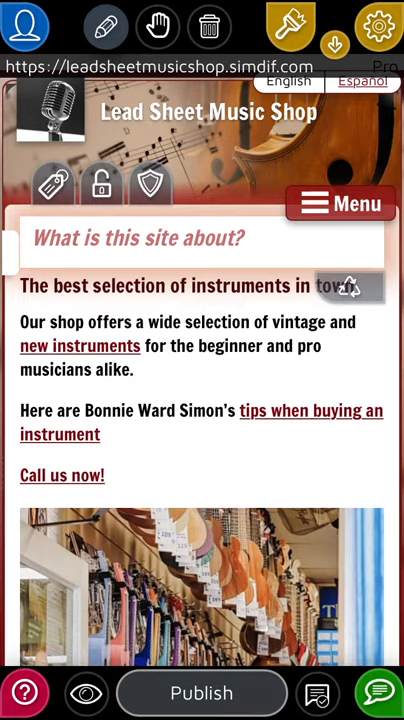 https://leadsheetmusicshop.simdif.com
Pro
English
Español
Lead Sheet Music Shop
Menu
What is this site about?
The best selection of instruments in town
Our shop offers a wide selection of vintage and
new instruments for the beginner and pro
musicians alike.
Here are Bonnie Ward Simon's tips when buying an
instrument
Call us now!
Publish